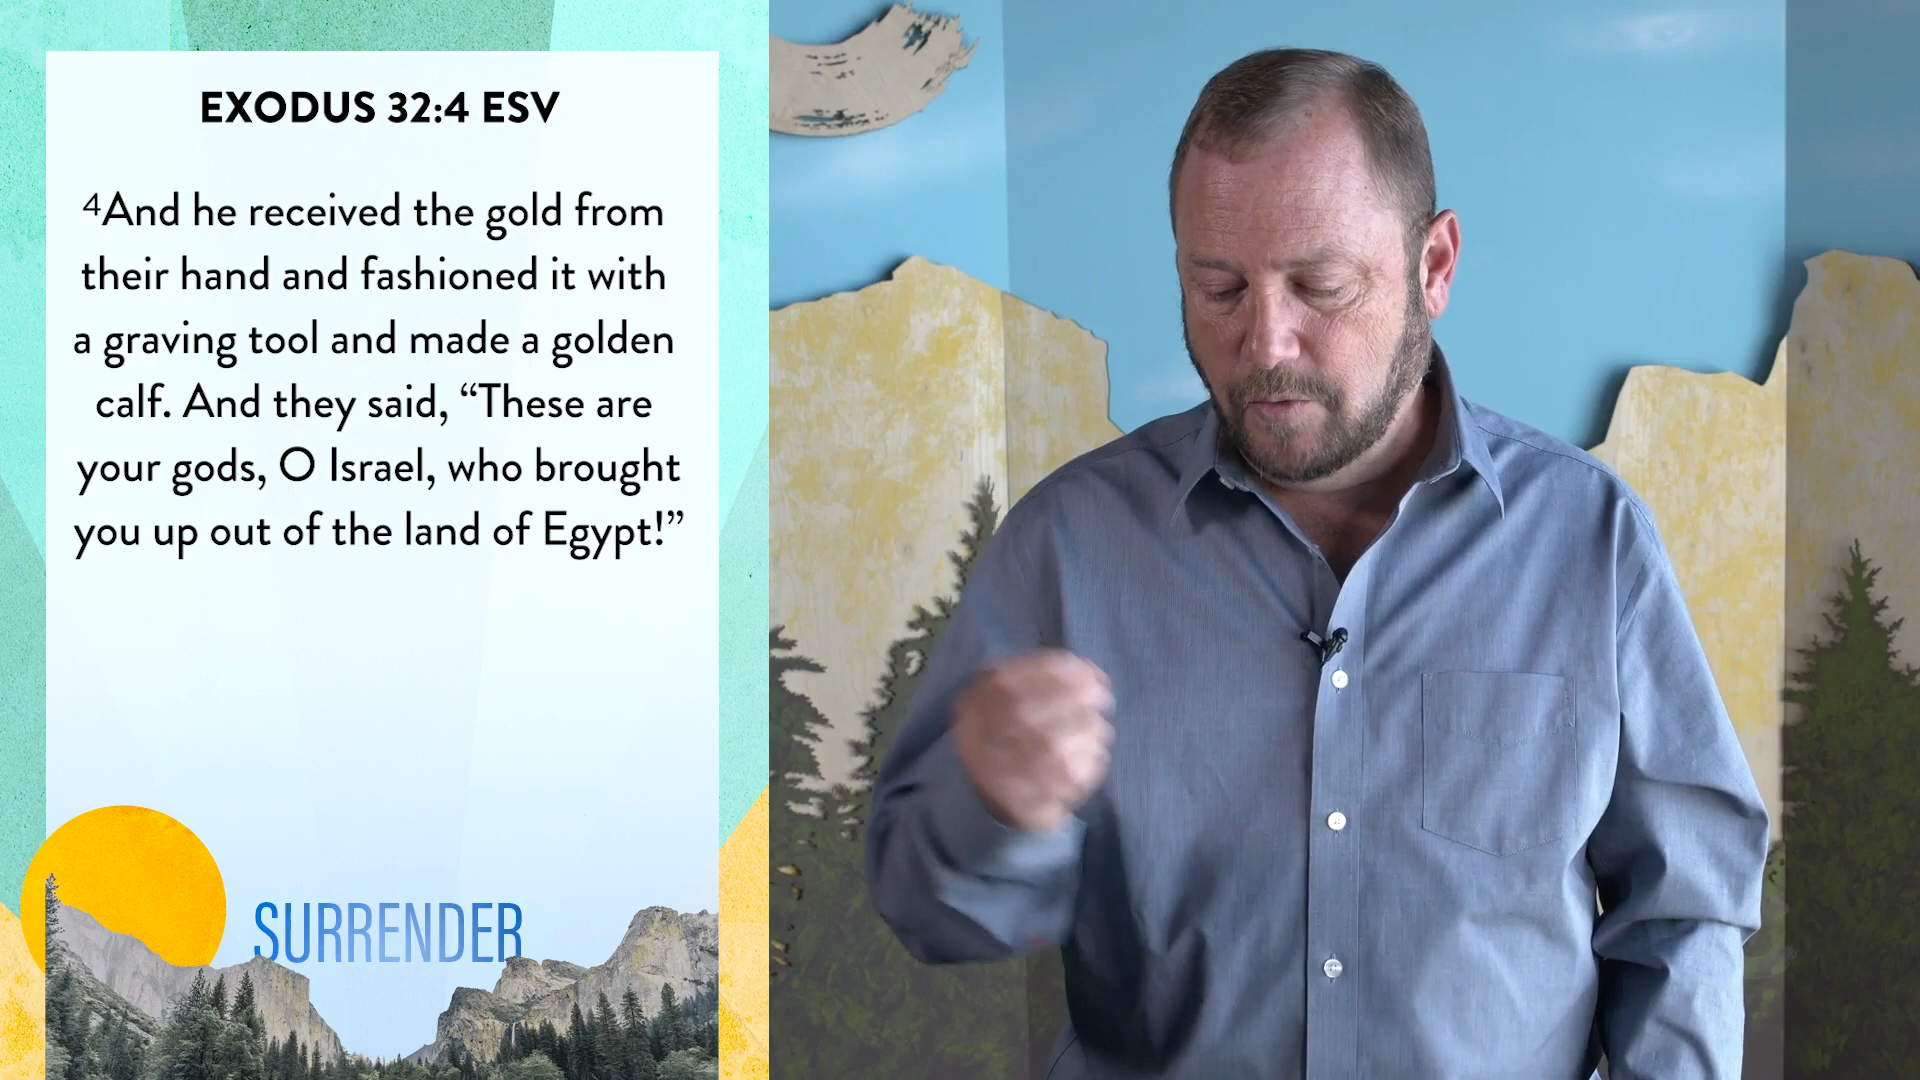 EXODUS 32:4 ESV
4And he received the gold from
their hand and fashioned it with
a graving tool and made a golden
calf. And they said, “These are
your gods, O Israel, who brought
you up out of the land of Egypt!”
SURRENDER